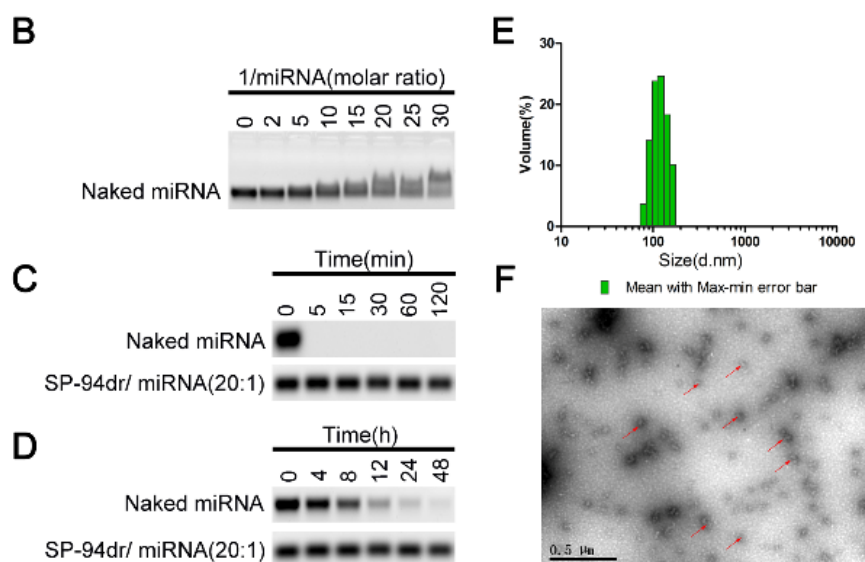 B
1/miRNA(molar ratio)
0 2 5 10 15 20 25 30
Naked miRNA
C
Time(min)
0 5 15 30 60 120
Naked miRNA
SP-94dr/ miRNA(20:1)
D
Time(h)
0 4 8 12 24 48
Naked miRNA
SP-94dr/ miRNA(20:1)
E
Volume(%)
30
20
10
0
10 100 1000 10000
Size(d.nm)
Mean with Max-min error bar
F
0.5 μm